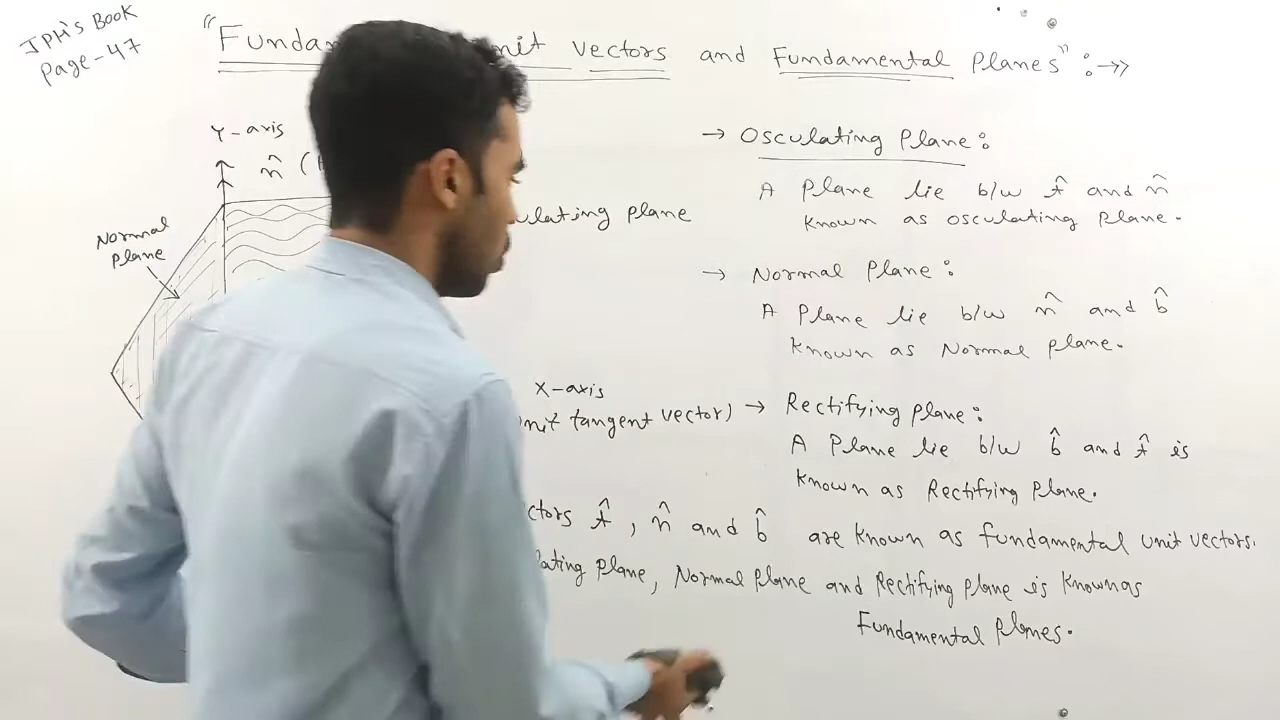 JPH's Book
Page-47
"Funda nit vectors and Fundamental Planes" :→»
Y-axis
n̂ (
Normal
plane
ulating plane
X-axis
nit tangent vector)
→ Osculating Plane:
A Plane lie b/w t̂ and n̂
known as osculating plane.
→ Normal Plane:
A Plane lie b/w n̂ and b̂
known as Normal plane.
→ Rectifying plane:
A Plane lie b/w b̂ and t̂ is
known as Rectifying Plane.
ctors t̂, n̂ and b̂ are known as fundamental unit vectors.
lating plane, Normal plane and Rectifying plane is known as
Fundamental planes.